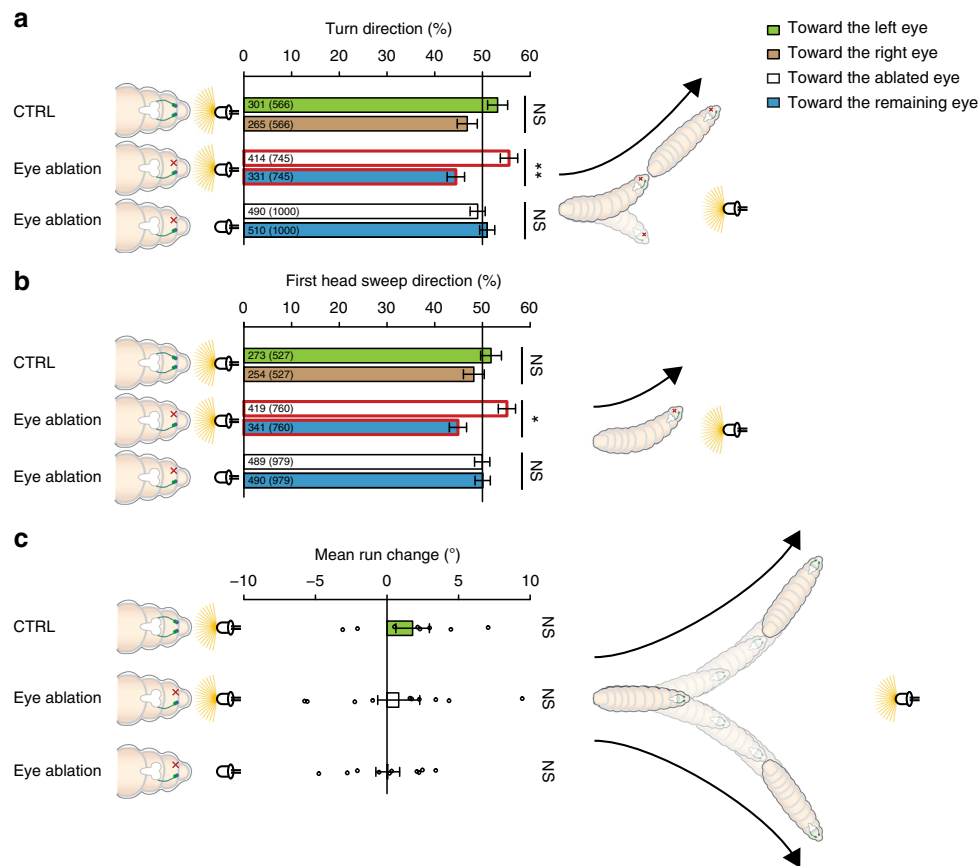 a
Turn direction (%)
0 10 20 30 40 50 60
Toward the left eye
Toward the right eye
Toward the ablated eye
Toward the remaining eye
CTRL
301 (566)
265 (566)
NS
Eye ablation
414 (745)
331 (745)
**
Eye ablation
490 (1000)
510 (1000)
NS
b
First head sweep direction (%)
0 10 20 30 40 50 60
CTRL
273 (527)
254 (527)
NS
Eye ablation
419 (760)
341 (760)
*
Eye ablation
489 (979)
490 (979)
NS
c
Mean run change (°)
−10 −5 0 5 10
CTRL
NS
Eye ablation
NS
Eye ablation
NS